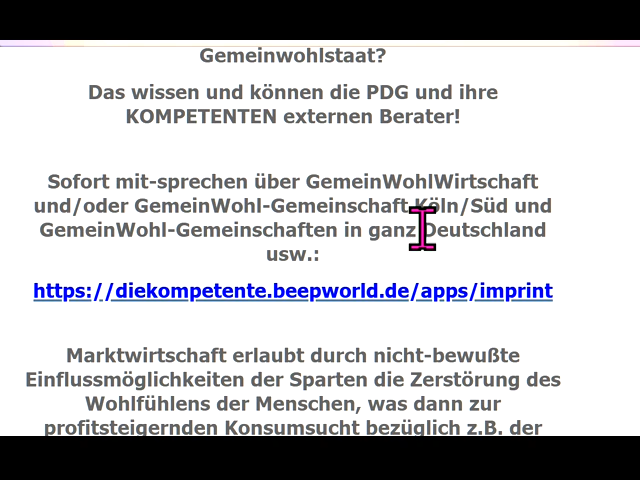 Gemeinwohlstaat?
Das wissen und können die PDG und ihre
KOMPETENTEN externen Berater!
Sofort mit-sprechen über GemeinWohlWirtschaft
und/oder GemeinWohl-Gemeinschaft Köln/Süd und
GemeinWohl-Gemeinschaften in ganz Deutschland
usw.:
https://diekompetente.beepworld.de/apps/imprint
Marktwirtschaft erlaubt durch nicht-bewußte
Einflussmöglichkeiten der Sparten die Zerstörung des
Wohlfühlens der Menschen, was dann zur
profitsteigernden Konsumsucht bezüglich z.B. der